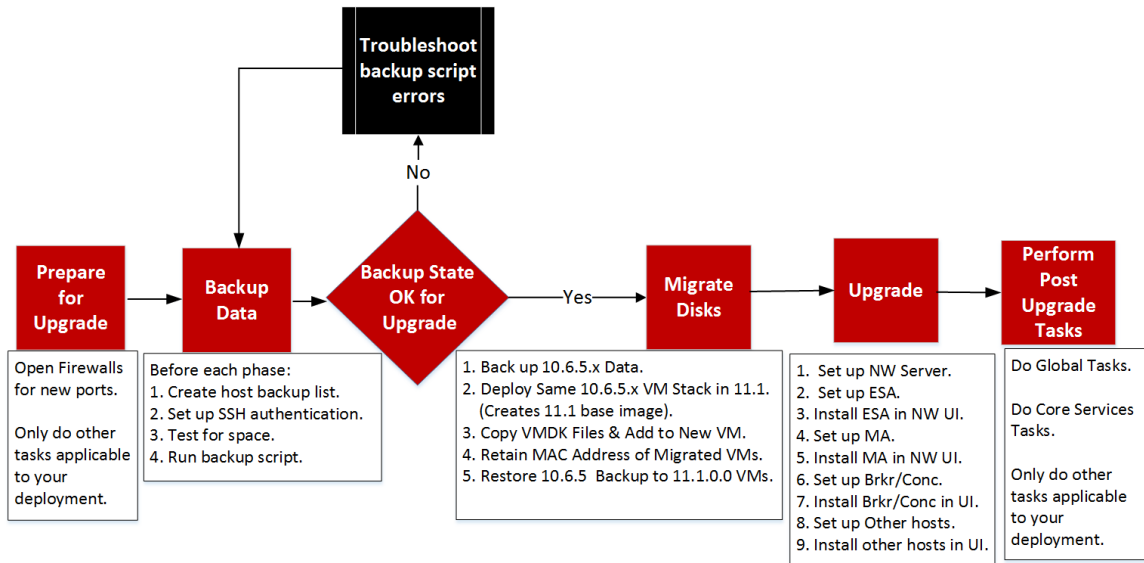 Troubleshoot
backup script
errors
No
Prepare
for
Upgrade
Backup
Data
Backup State
OK for
Upgrade
Yes
Migrate
Disks
Upgrade
Perform
Post
Upgrade
Tasks
Open Firewalls
for new ports.
Only do other
tasks applicable
to your
deployment.
Before each phase:
1. Create host backup list.
2. Set up SSH authentication.
3. Test for space.
4. Run backup script.
1. Back up 10.6.5.x Data.
2. Deploy Same 10.6.5.x VM Stack in 11.1.
(Creates 11.1 base image).
3. Copy VMDK Files & Add to New VM.
4. Retain MAC Address of Migrated VMs.
5. Restore 10.6.5 Backup to 11.1.0.0 VMs.
1. Set up NW Server.
2. Set up ESA.
3. Install ESA in NW UI.
4. Set up MA.
5. Install MA in NW UI.
6. Set up Brkr/Conc.
7. Install Brkr/Conc in UI.
8. Set up Other hosts.
9. Install other hosts in UI.
Do Global Tasks.
Do Core Services
Tasks.
Only do other
tasks applicable
to your
deployment.